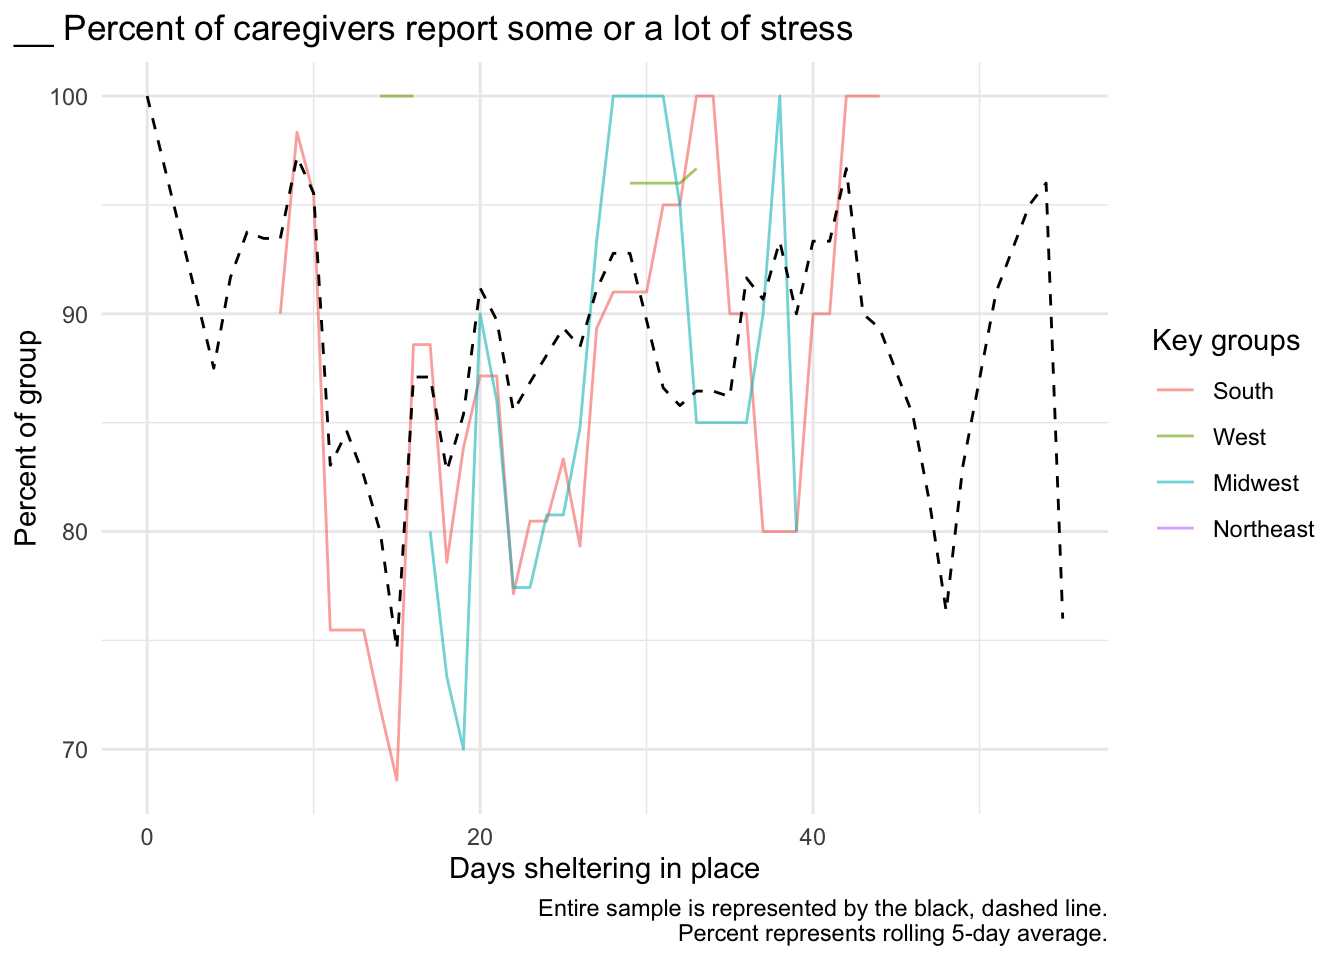 __ Percent of caregivers report some or a lot of stress
100
90
80
70
Percent of group
0
20
40
Days sheltering in place
Key groups
South
West
Midwest
Northeast
Entire sample is represented by the black, dashed line.
Percent represents rolling 5-day average.